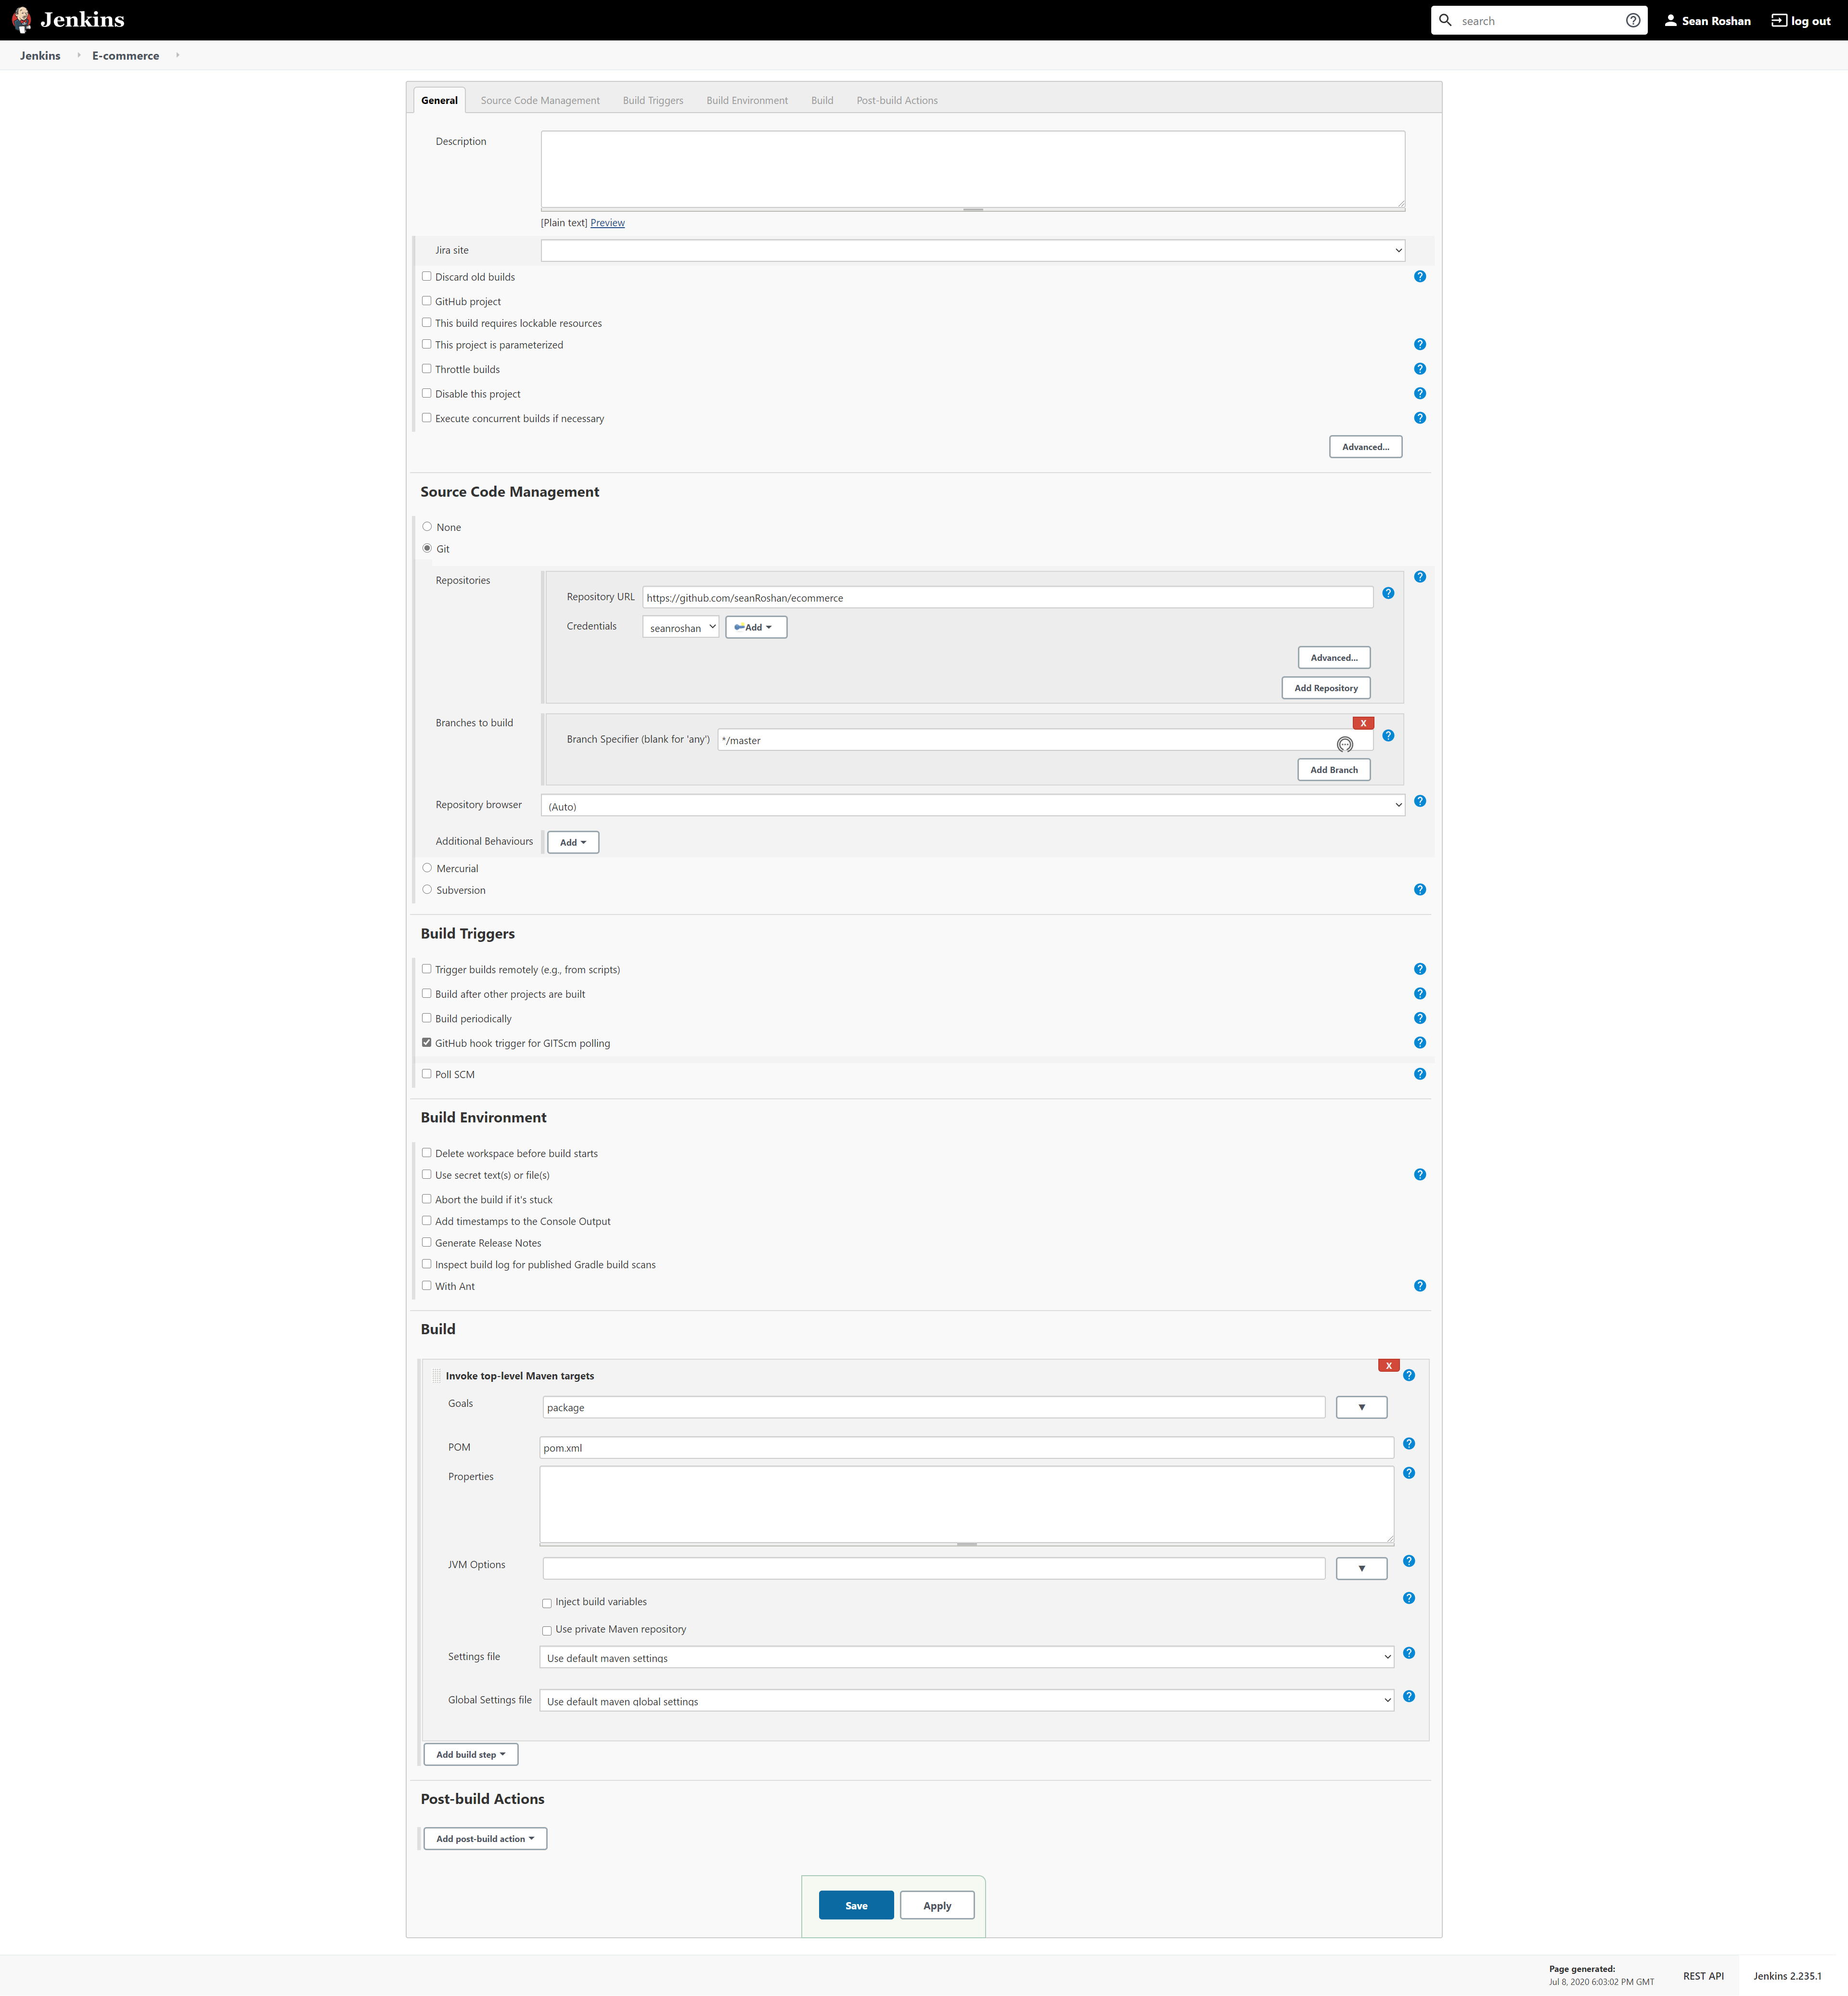 Jenkins
search
Sean Roshan
log out
Jenkins
E-commerce
General
Source Code Management
Build Triggers
Build Environment
Build
Post-build Actions
Description
[Plain text] Preview
Jira site
Discard old builds
GitHub project
This build requires lockable resources
This project is parameterized
Throttle builds
Disable this project
Execute concurrent builds if necessary
Advanced...
Source Code Management
None
Git
Repositories
Repository URL
https://github.com/seanRoshan/ecommerce
Credentials
seanroshan
Add
Advanced...
Add Repository
Branches to build
X
Branch Specifier (blank for 'any')
*/master
Add Branch
Repository browser
(Auto)
Additional Behaviours
Add
Mercurial
Subversion
Build Triggers
Trigger builds remotely (e.g., from scripts)
Build after other projects are built
Build periodically
GitHub hook trigger for GITScm polling
Poll SCM
Build Environment
Delete workspace before build starts
Use secret text(s) or file(s)
Abort the build if it's stuck
Add timestamps to the Console Output
Generate Release Notes
Inspect build log for published Gradle build scans
With Ant
Build
X
Invoke top-level Maven targets
Goals
package
POM
pom.xml
Properties
JVM Options
Inject build variables
Use private Maven repository
Settings file
Use default maven settings
Global Settings file
Use default maven global settings
Add build step
Post-build Actions
Add post-build action
Save
Apply
Page generated:
Jul 8, 2020 6:03:02 PM GMT
REST API
Jenkins 2.235.1